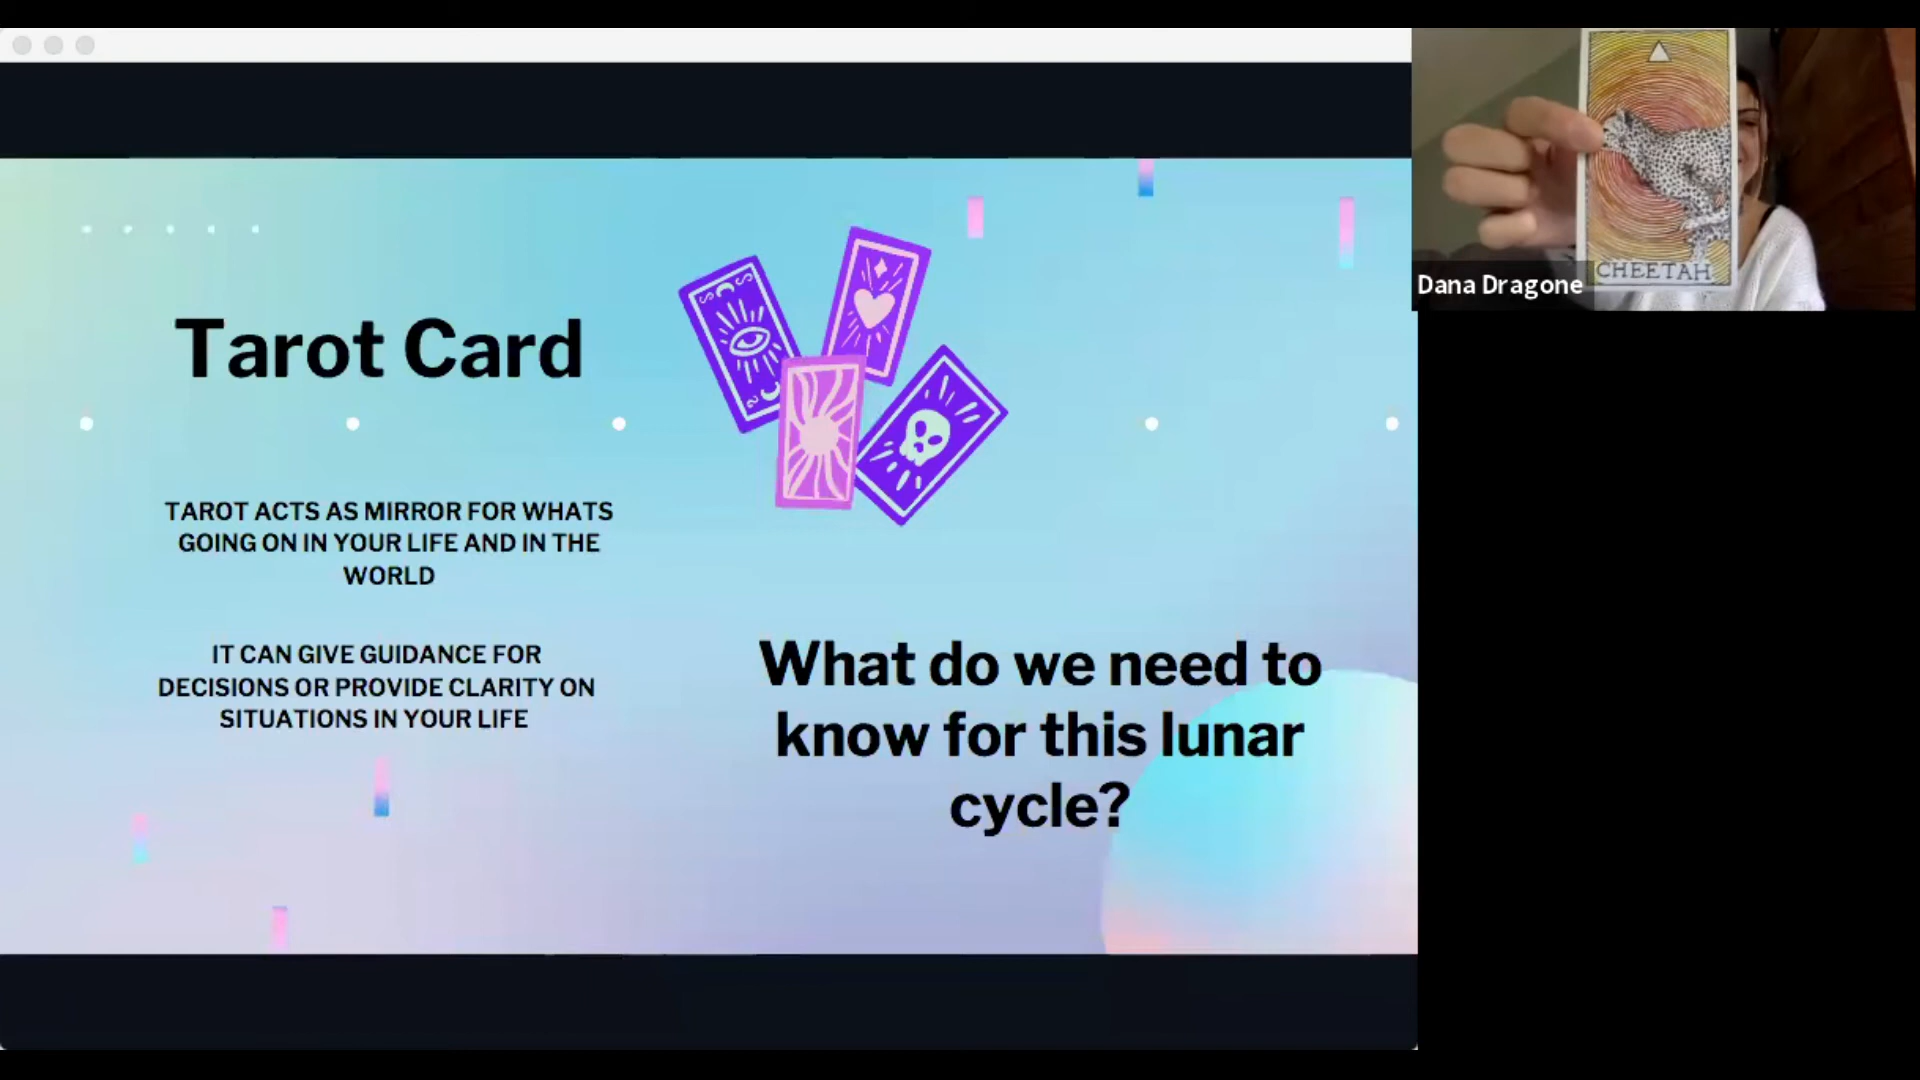 Tarot Card
TAROT ACTS AS MIRROR FOR WHATS
GOING ON IN YOUR LIFE AND IN THE
WORLD
IT CAN GIVE GUIDANCE FOR
DECISIONS OR PROVIDE CLARITY ON
SITUATIONS IN YOUR LIFE
What do we need to
know for this lunar
cycle?
CHEETAH
Dana Dragone